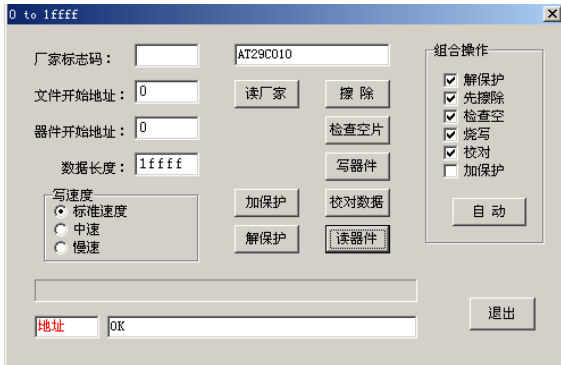 0 to 1ffff
厂家标志码：
AT29C010
文件开始地址： 0
读厂家
擦 除
器件开始地址： 0
检查空片
数据长度： 1ffff
写器件
写速度
标准速度
中速
慢速
加保护
校对数据
解保护
读器件
组合操作
解保护
先擦除
检查空
烧写
校对
加保护
自 动
地址
OK
退出